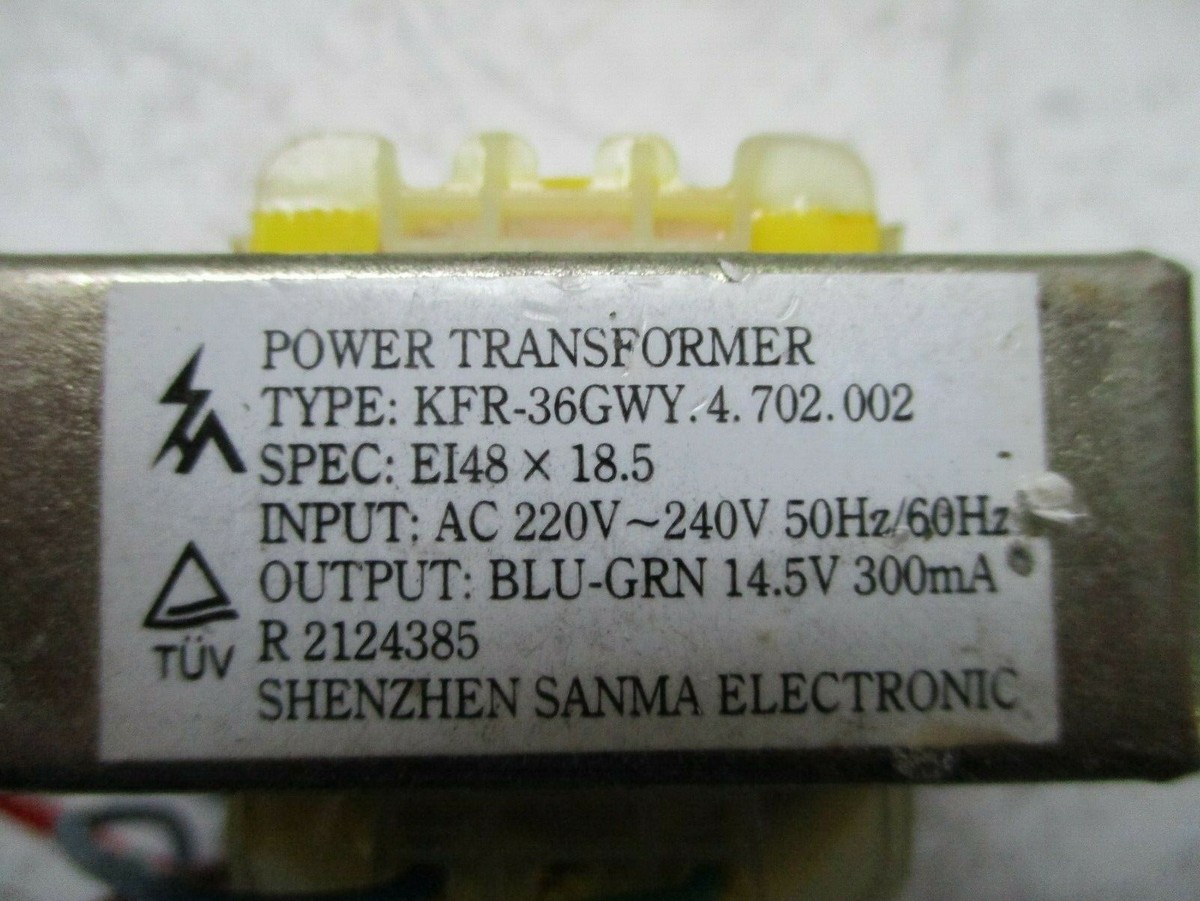 POWER TRANSFORMER
TYPE: KFR-36GWY.4.702.002
SPEC: EI48 × 18.5
INPUT: AC 220V~240V 50Hz/60Hz
OUTPUT: BLU-GRN 14.5V 300mA
R 2124385
TÜV
SHENZHEN SANMA ELECTRONIC